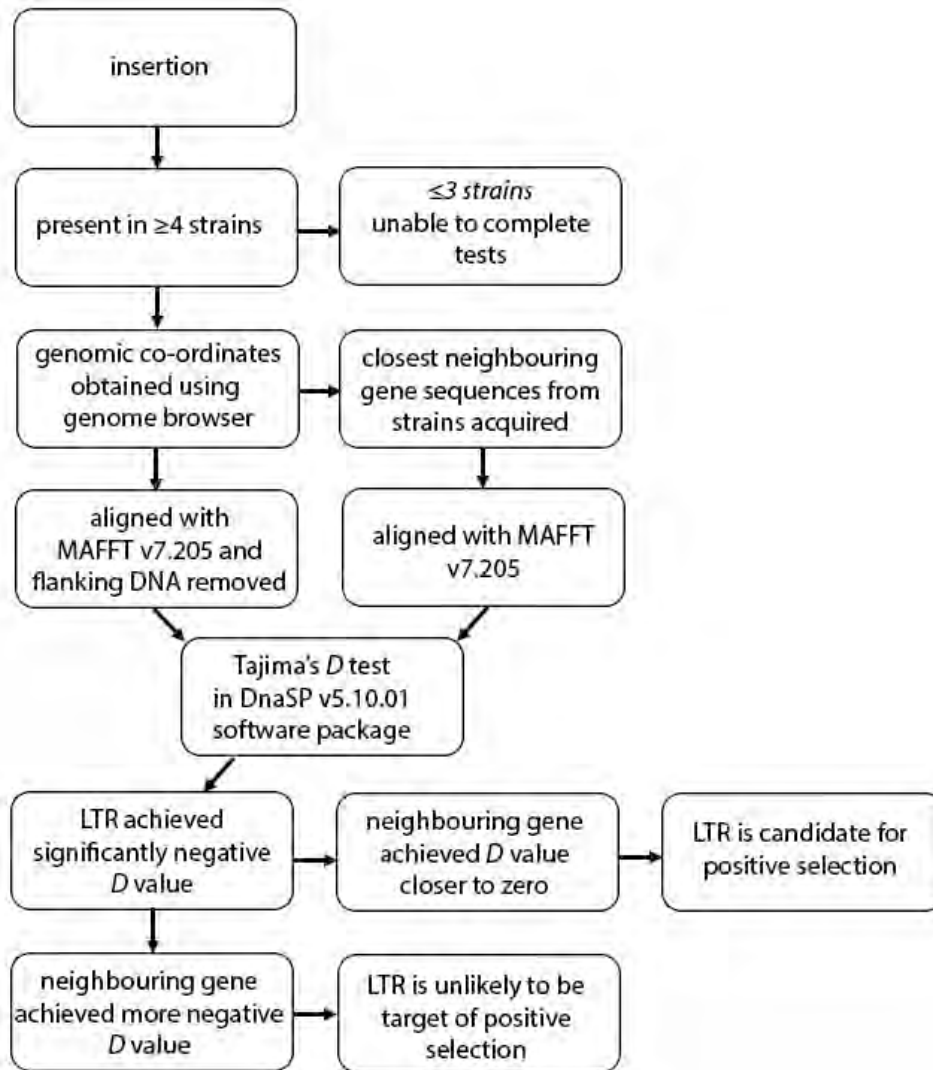 insertion
present in ≥4 strains
≤3 strains
unable to complete
tests
genomic co-ordinates
obtained using
genome browser
closest neighbouring
gene sequences from
strains acquired
aligned with
MAFFT v7.205 and
flanking DNA removed
aligned with MAFFT
v7.205
Tajima's D test
in DnaSP v5.10.01
software package
LTR achieved
significantly negative
D value
neighbouring gene
achieved D value
closer to zero
LTR is candidate for
positive selection
neighbouring gene
achieved more negative
D value
LTR is unlikely to be
target of positive
selection